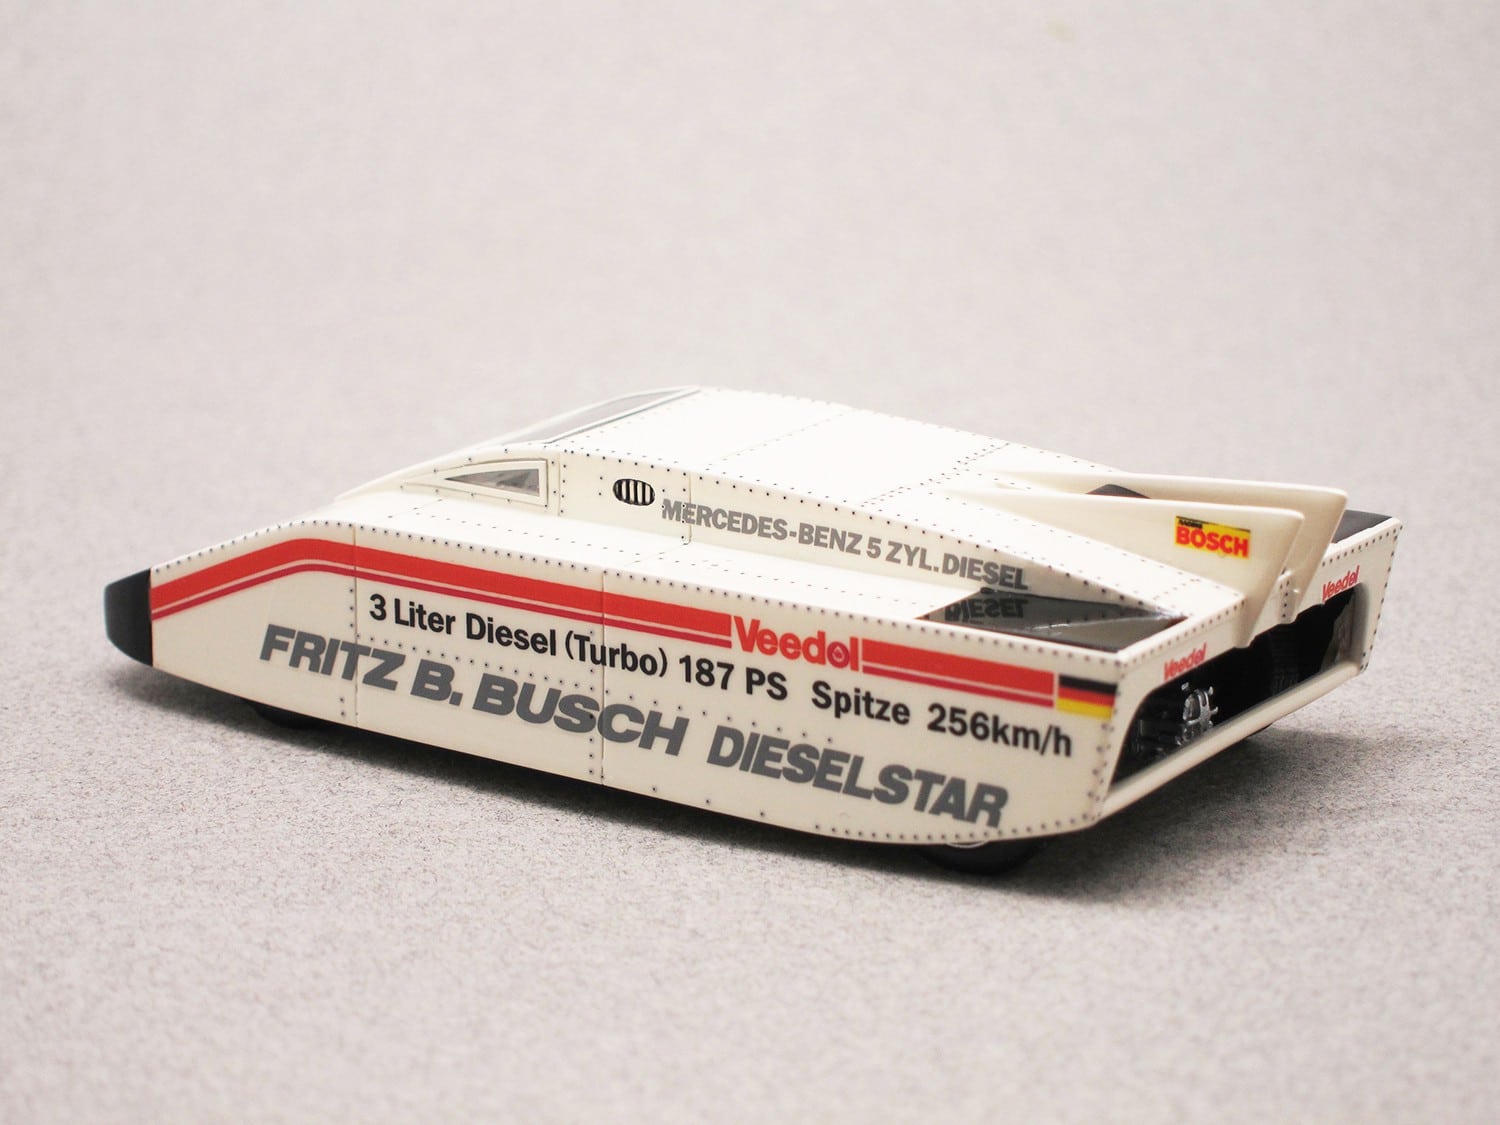 MERCEDES-BENZ 5 ZYL. DIESEL
DIESEL
BOSCH
Veedol
3 Liter Diesel (Turbo) 187 PS Spitze 256km/h
FRITZ B. BUSCH DIESELSTAR
Veedol
Veedol